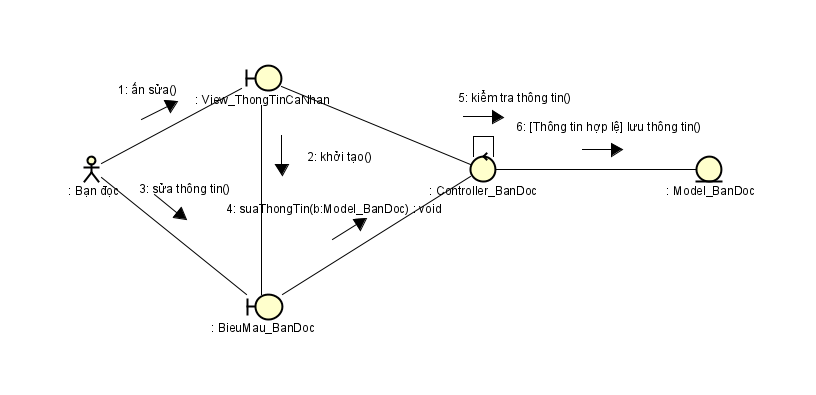 1: ấn sửa()
: View_ThongTinCaNhan
5: kiểm tra thông tin()
6: [Thông tin hợp lệ] lưu thông tin()
2: khởi tạo()
: Bạn đọc
3: sửa thông tin()
: Controller_BanDoc
: Model_BanDoc
4: suaThongTin(b:Model_BanDoc) : void
: BieuMau_BanDoc